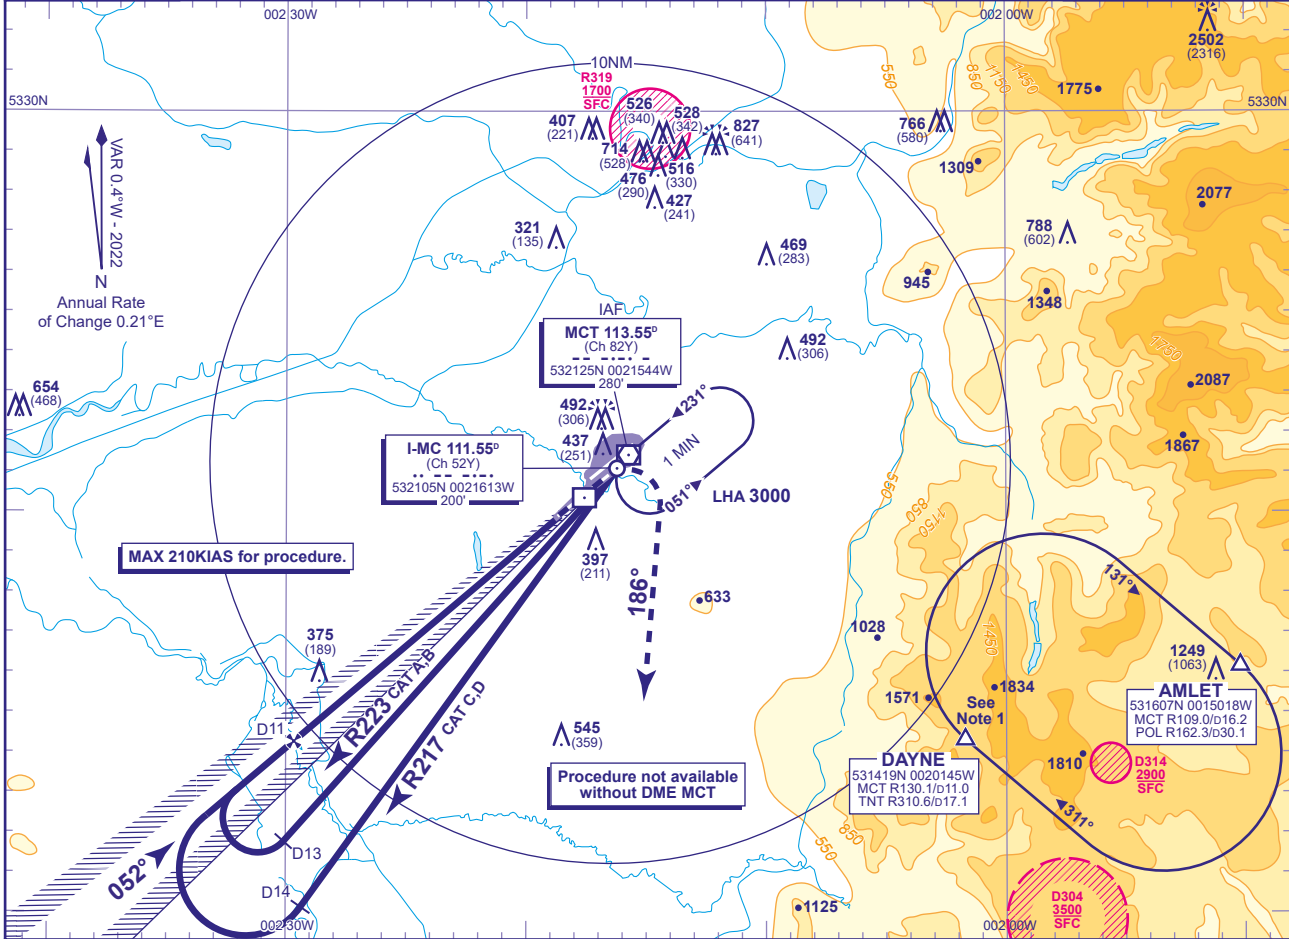 002 30W
002 00W
2502
(2316)
550
850
1150
1450
1775
10NM
R319
1700
SFC
5330N
5330N
526
(340)
528
(342)
407
(221)
827
(641)
766
(580)
714
(528)
516
(330)
476
(290)
427
(241)
1309
VAR 0.4°W - 2022
N
Annual Rate
of Change 0.21°E
2077
321
(135)
788
(602)
469
(283)
945
1348
IAF
MCT 113.55D
(Ch 82Y)
532125N 0021544W
280'
492
(306)
1750
2087
654
(468)
492
(306)
231°
1 MIN
051°
LHA 3000
437
(251)
1867
I-MC 111.55D
(Ch 52Y)
532105N 0021613W
200'
550
850
1150
MAX 210KIAS for procedure.
397
(211)
186°
633
131°
1028
1450
375
(189)
1249
(1063)
R223 CAT A,B
R217 CAT C,D
1571
1834
See
Note 1
AMLET
531607N 0015018W
MCT R109.0/D16.2
POL R162.3/D30.1
D11
545
(359)
DAYNE
531419N 0020145W
MCT R130.1/D11.0
TNT R310.6/D17.1
1810
D314
2900
SFC
Procedure not available
without DME MCT
311°
850
550
D13
052°
D14
1125
D304
3500
SFC
002 30W
002 00W